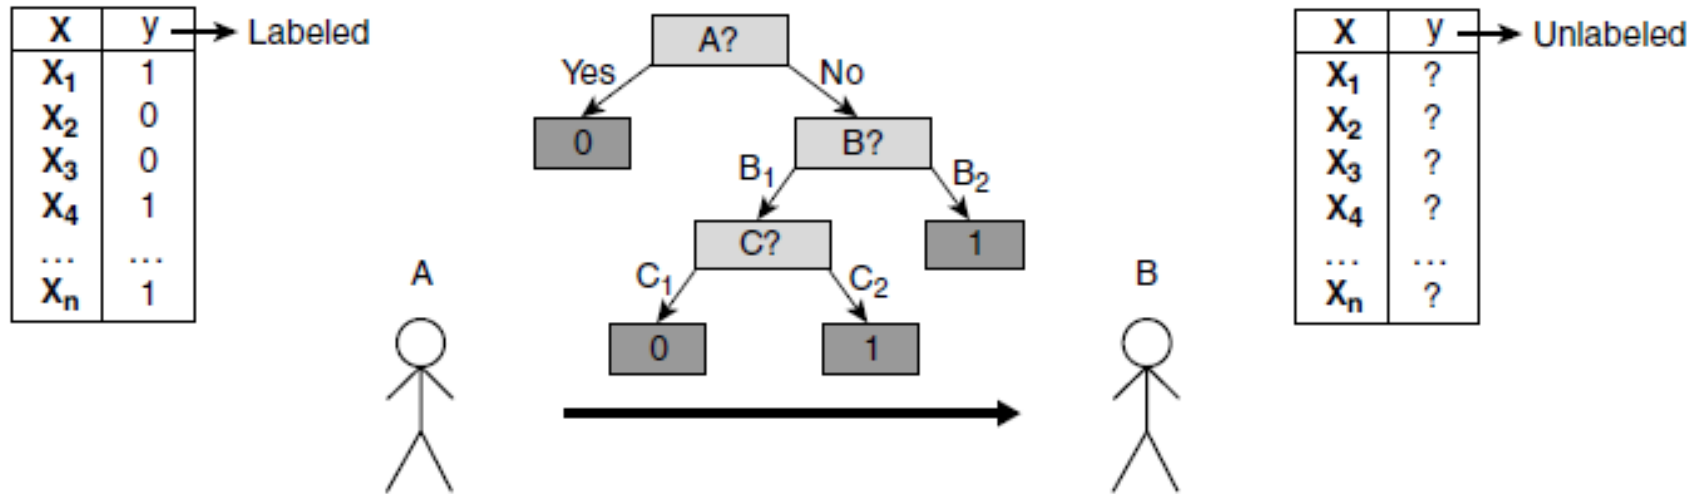 X y Labeled
X₁ 1
X₂ 0
X₃ 0
X₄ 1
... ...
Xₙ 1
A?
Yes No
0 B?
B₁ B₂
C? 1
C₁ C₂
0 1
A
B
X y Unlabeled
X₁ ?
X₂ ?
X₃ ?
X₄ ?
... ...
Xₙ ?